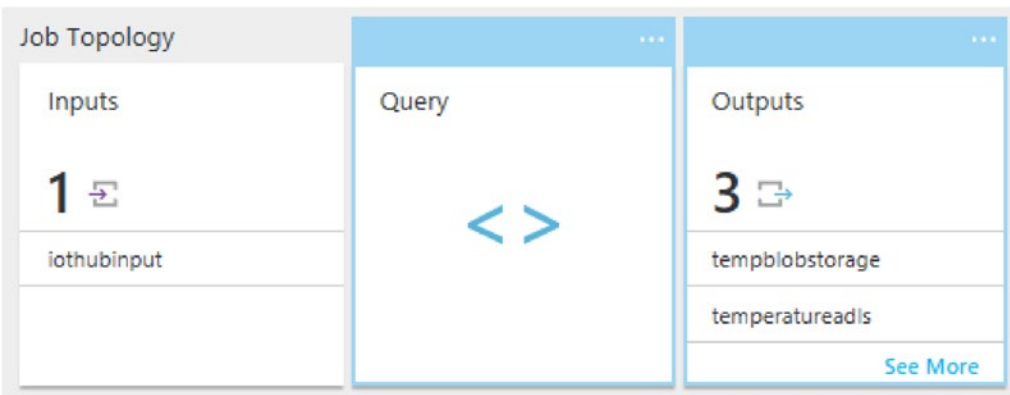 Job Topology
Inputs
1
iothubinput
Query
< >
Outputs
3
tempblobstorage
temperatureadls
See More